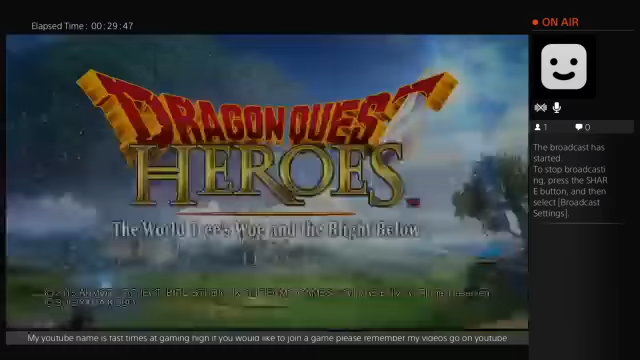 Elapsed Time : 00:29:47
ON AIR
DRAGON QUEST
HEROES
The World Tree's Woe and the Blight Below
1 0
The broadcast has
started.
To stop broadcasti
ng, press the SHAR
E button, and then
select [Broadcast
Settings].
My youtube name is fast times at gaming high if you would like to join a game please remember my videos go on youtube